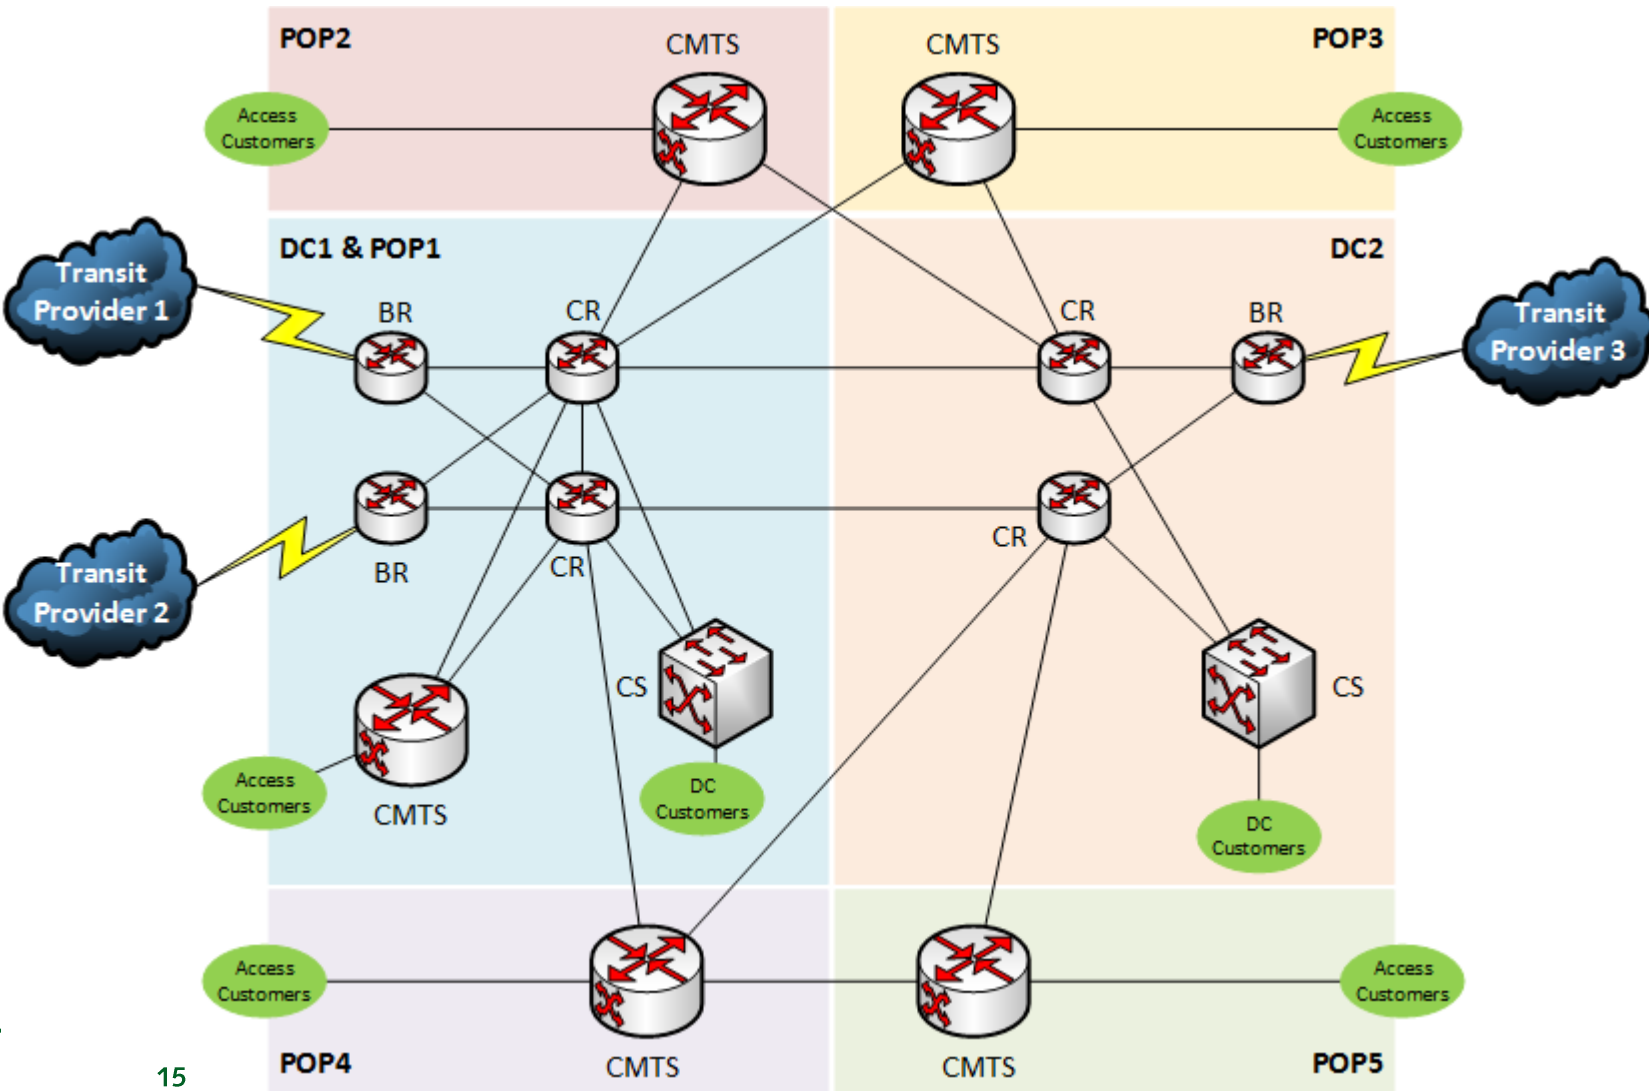 POP2
CMTS
CMTS
POP3
Access
Customers
Access
Customers
DC1 & POP1
DC2
Transit
Provider 1
BR
CR
CR
BR
Transit
Provider 3
CR
BR
CR
Transit
Provider 2
CS
CS
Access
Customers
CMTS
DC
Customers
DC
Customers
Access
Customers
Access
Customers
POP4
CMTS
CMTS
POP5
15